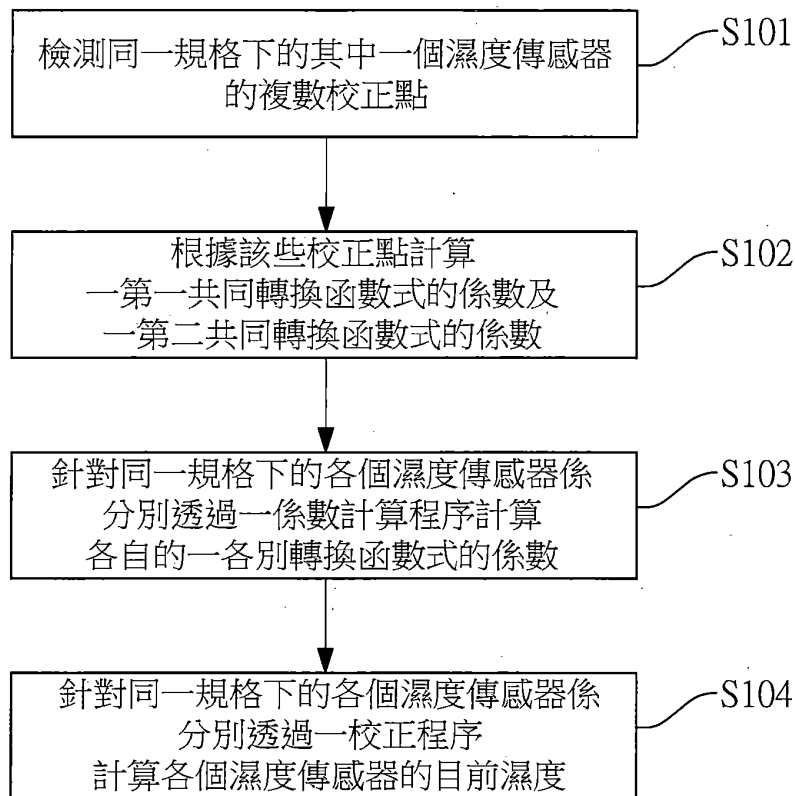 檢測同一規格下的其中一個濕度傳感器
的複數校正點
S101
根據該些校正點計算
一第一共同轉換函數式的係數及
一第二共同轉換函數式的係數
S102
針對同一規格下的各個濕度傳感器係
分別透過一係數計算程序計算
各自的一各別轉換函數式的係數
S103
針對同一規格下的各個濕度傳感器係
分別透過一校正程序
計算各個濕度傳感器的目前濕度
S104